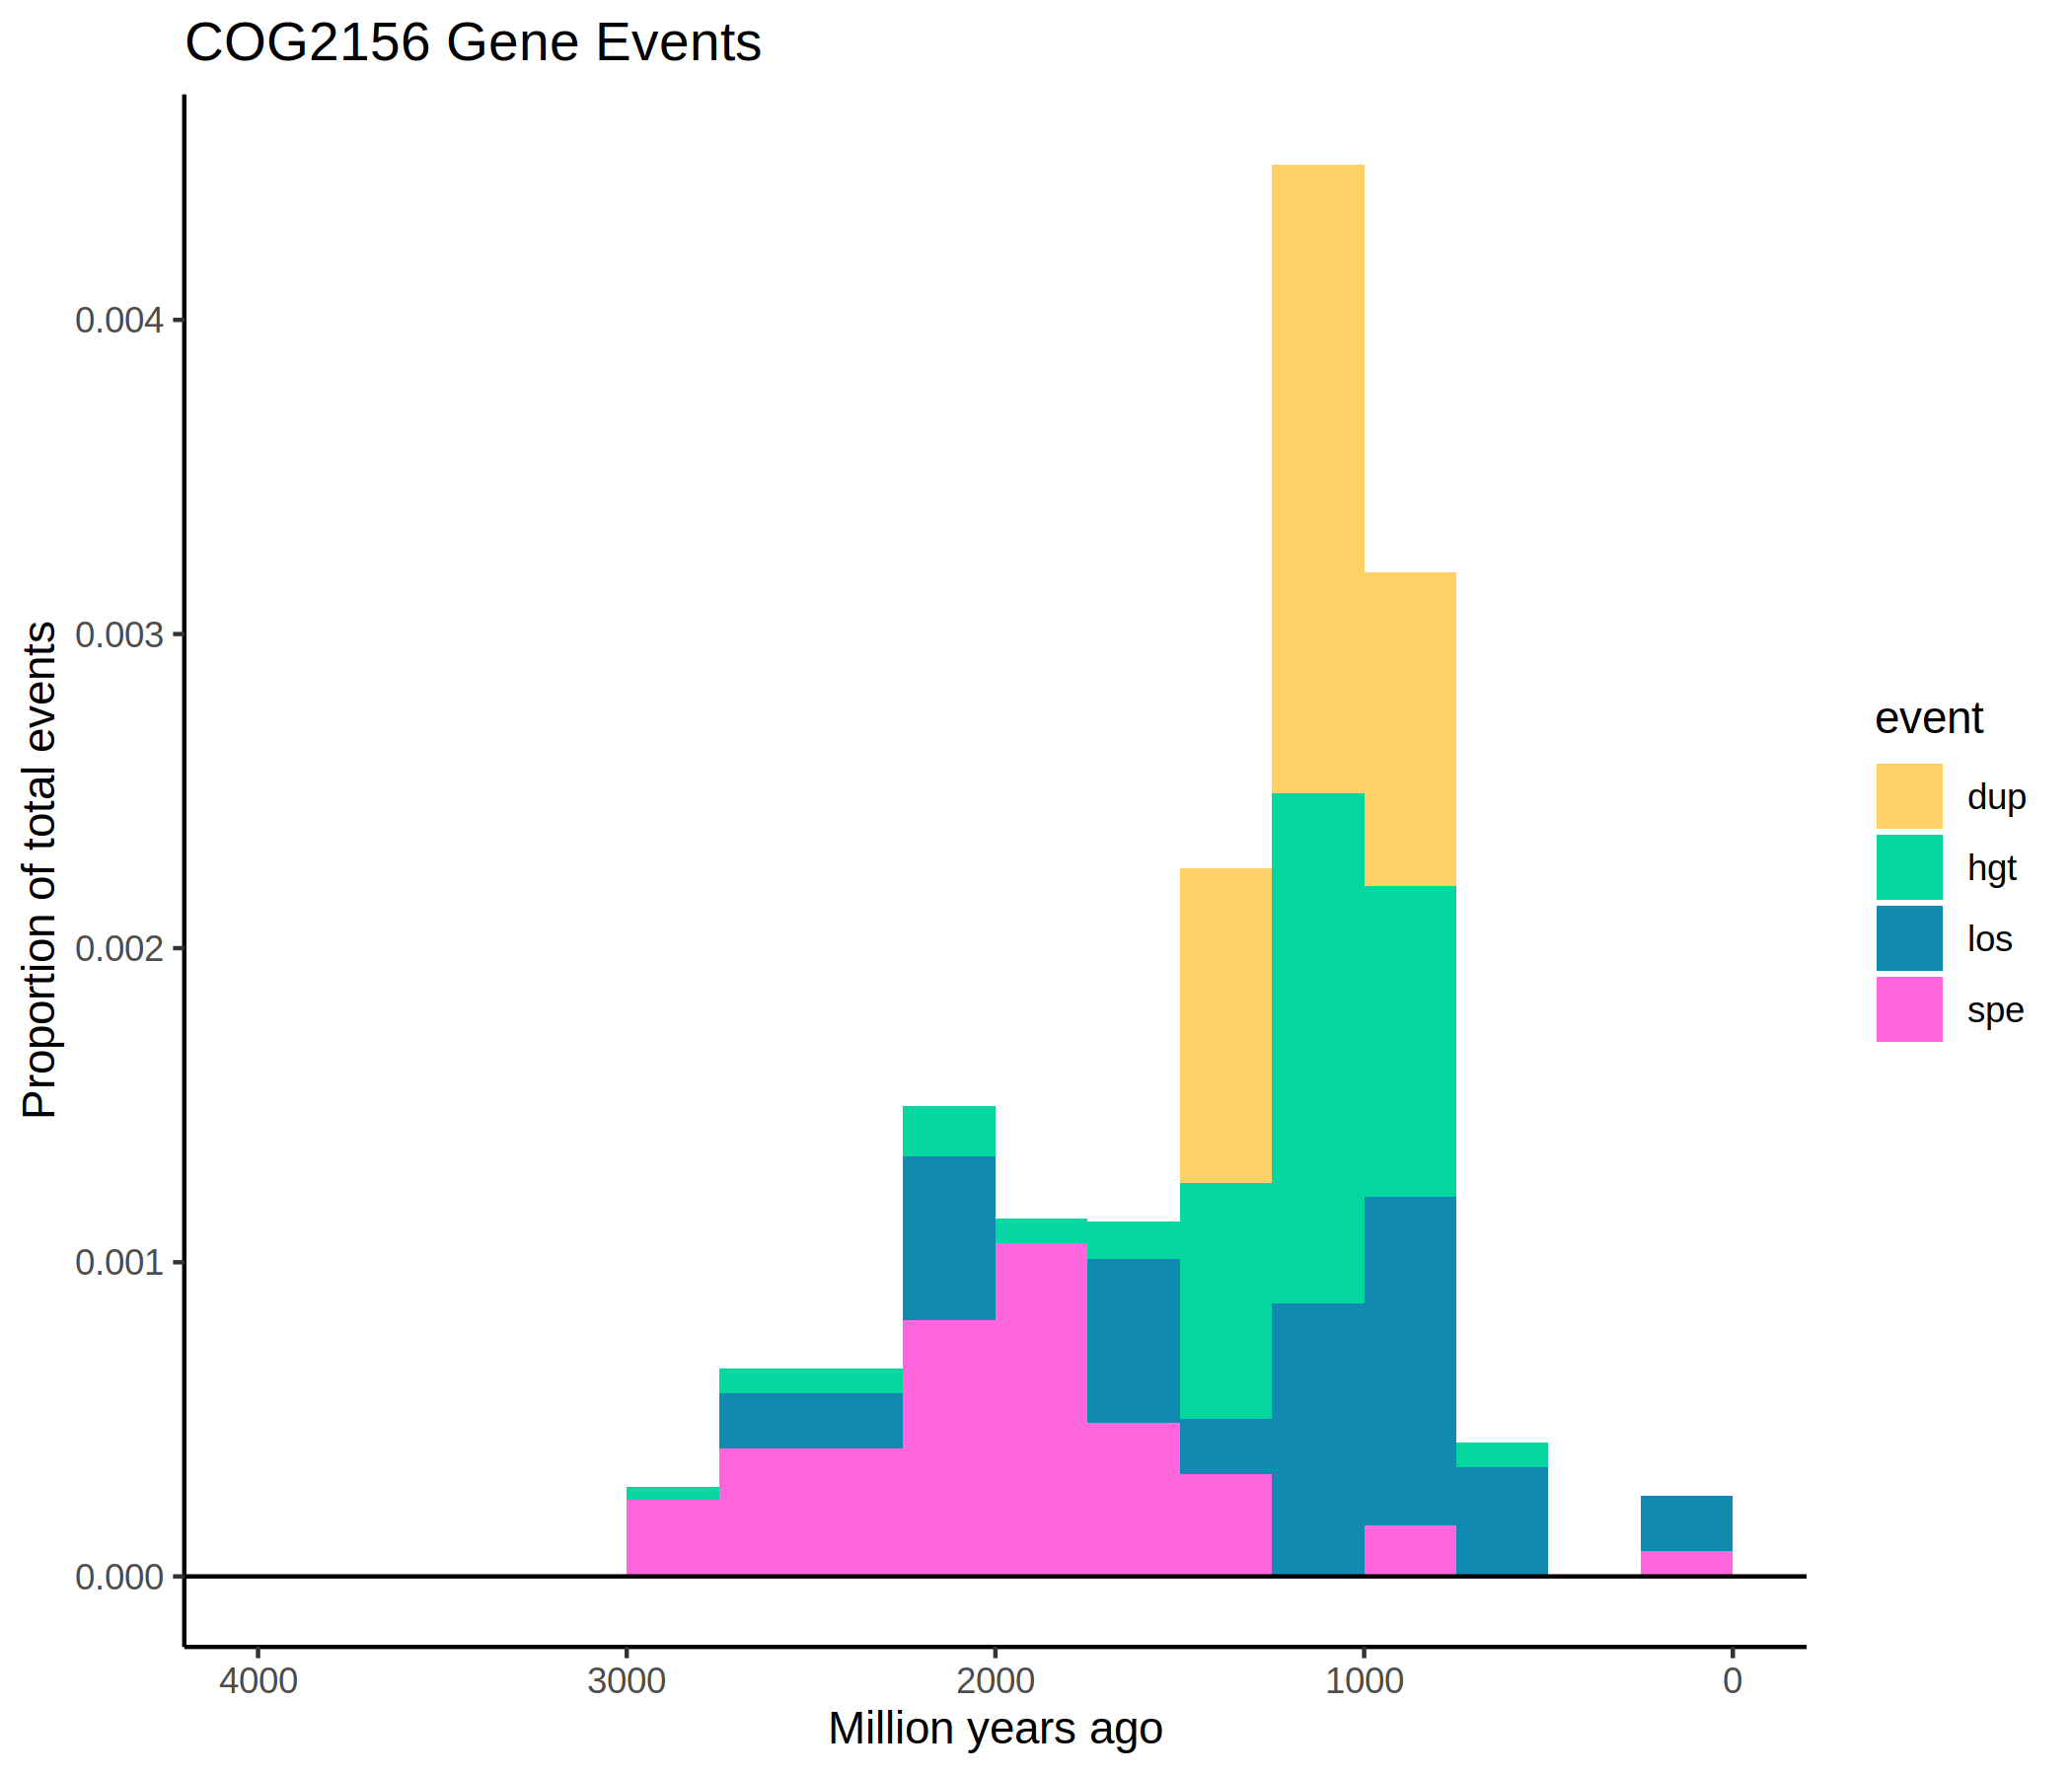 COG2156 Gene Events
Proportion of total events
0.004
0.003
0.002
0.001
0.000
4000 3000 2000 1000 0
Million years ago
event
dup
hgt
los
spe